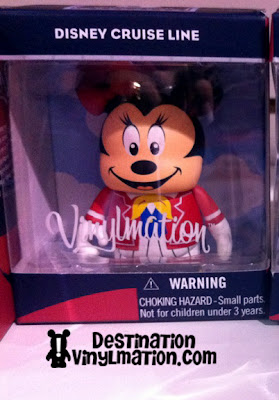 DISNEY CRUISE LINE
Vinylmation
WARNING
CHOKING HAZARD - Small parts.
Not for children under 3 years.
DESTINATION
VINYLMATION.COM